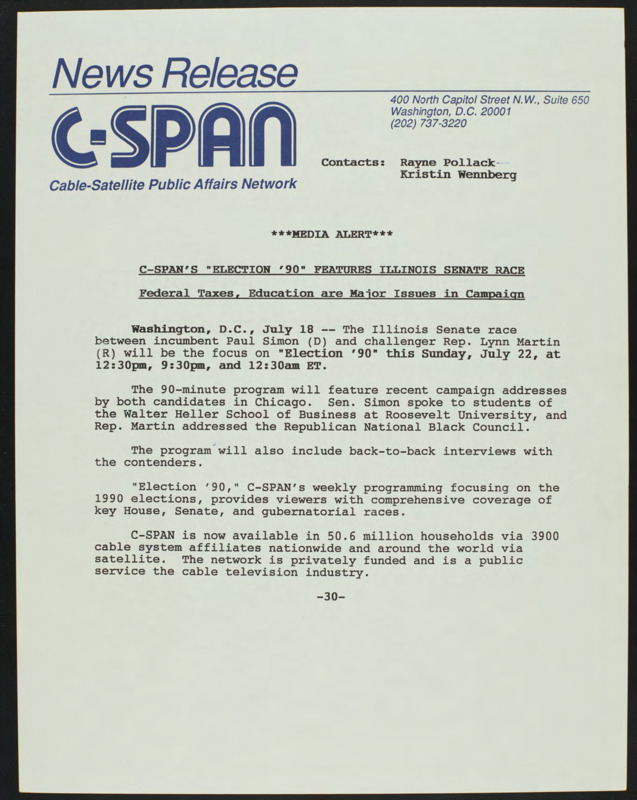 News Release
C-SPAN
Cable-Satellite Public Affairs Network
400 North Capitol Street N.W., Suite 650
Washington, D.C. 20001
(202) 737-3220
Contacts: Rayne Pollack
Kristin Wennberg
***MEDIA ALERT***
C-SPAN'S "ELECTION '90" FEATURES ILLINOIS SENATE RACE
Federal Taxes, Education are Major Issues in Campaign
Washington, D.C., July 18 -- The Illinois Senate race
between incumbent Paul Simon (D) and challenger Rep. Lynn Martin
(R) will be the focus on "Election '90" this Sunday, July 22, at
12:30pm, 9:30pm, and 12:30am ET.
The 90-minute program will feature recent campaign addresses
by both candidates in Chicago. Sen. Simon spoke to students of
the Walter Heller School of Business at Roosevelt University, and
Rep. Martin addressed the Republican National Black Council.
The program will also include back-to-back interviews with
the contenders.
"Election '90," C-SPAN's weekly programming focusing on the
1990 elections, provides viewers with comprehensive coverage of
key House, Senate, and gubernatorial races.
C-SPAN is now available in 50.6 million households via 3900
cable system affiliates nationwide and around the world via
satellite. The network is privately funded and is a public
service the cable television industry.
-30-